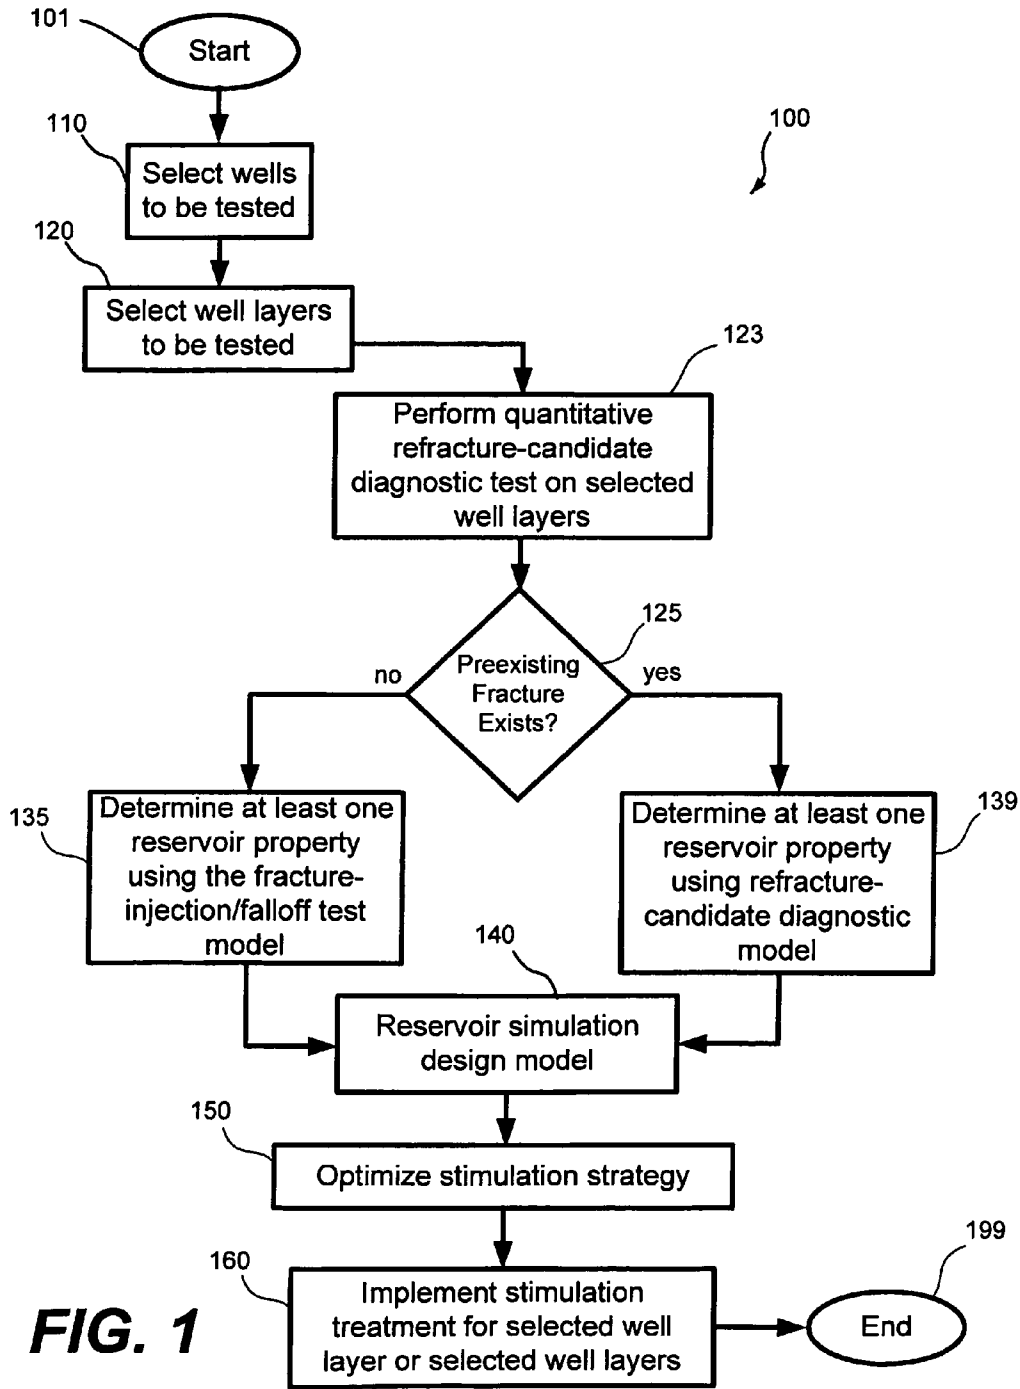 101
Start
110
100
Select wells
to be tested
120
Select well layers
to be tested
123
Perform quantitative
refracture-candidate
diagnostic test on selected
well layers
125
Preexisting
Fracture
Exists?
no
yes
135
Determine at least one
reservoir property
using the fracture-
injection/falloff test
model
139
Determine at least one
reservoir property
using refracture-
candidate diagnostic
model
140
Reservoir simulation
design model
150
Optimize stimulation strategy
160
Implement stimulation
treatment for selected well
layer or selected well layers
199
End
FIG. 1